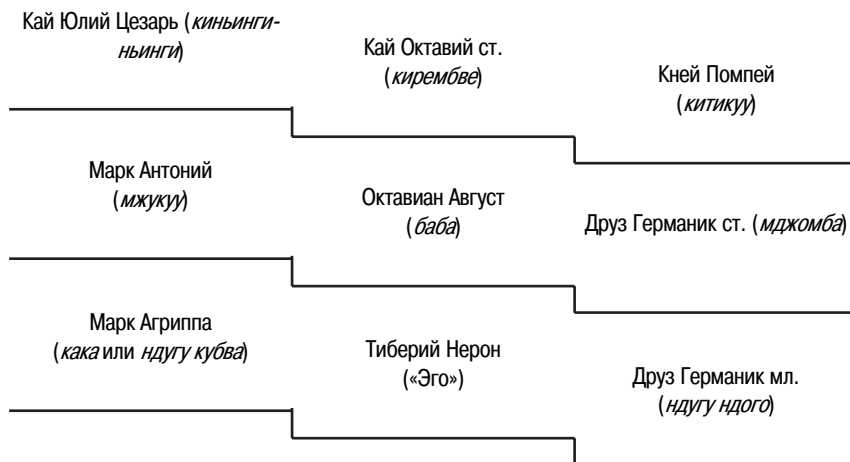 Кай Юлий Цезарь (киньинги-
ньинги)
Кай Октавий ст.
(кирембве)
Кней Помпей
(китикуу)
Марк Антоний
(мжукуу)
Октавиан Август
(баба)
Друз Германик ст. (мджомба)
Марк Агриппа
(кака или ндугу кубва)
Тиберий Нерон
(«Эго»)
Друз Германик мл.
(ндугу ндого)